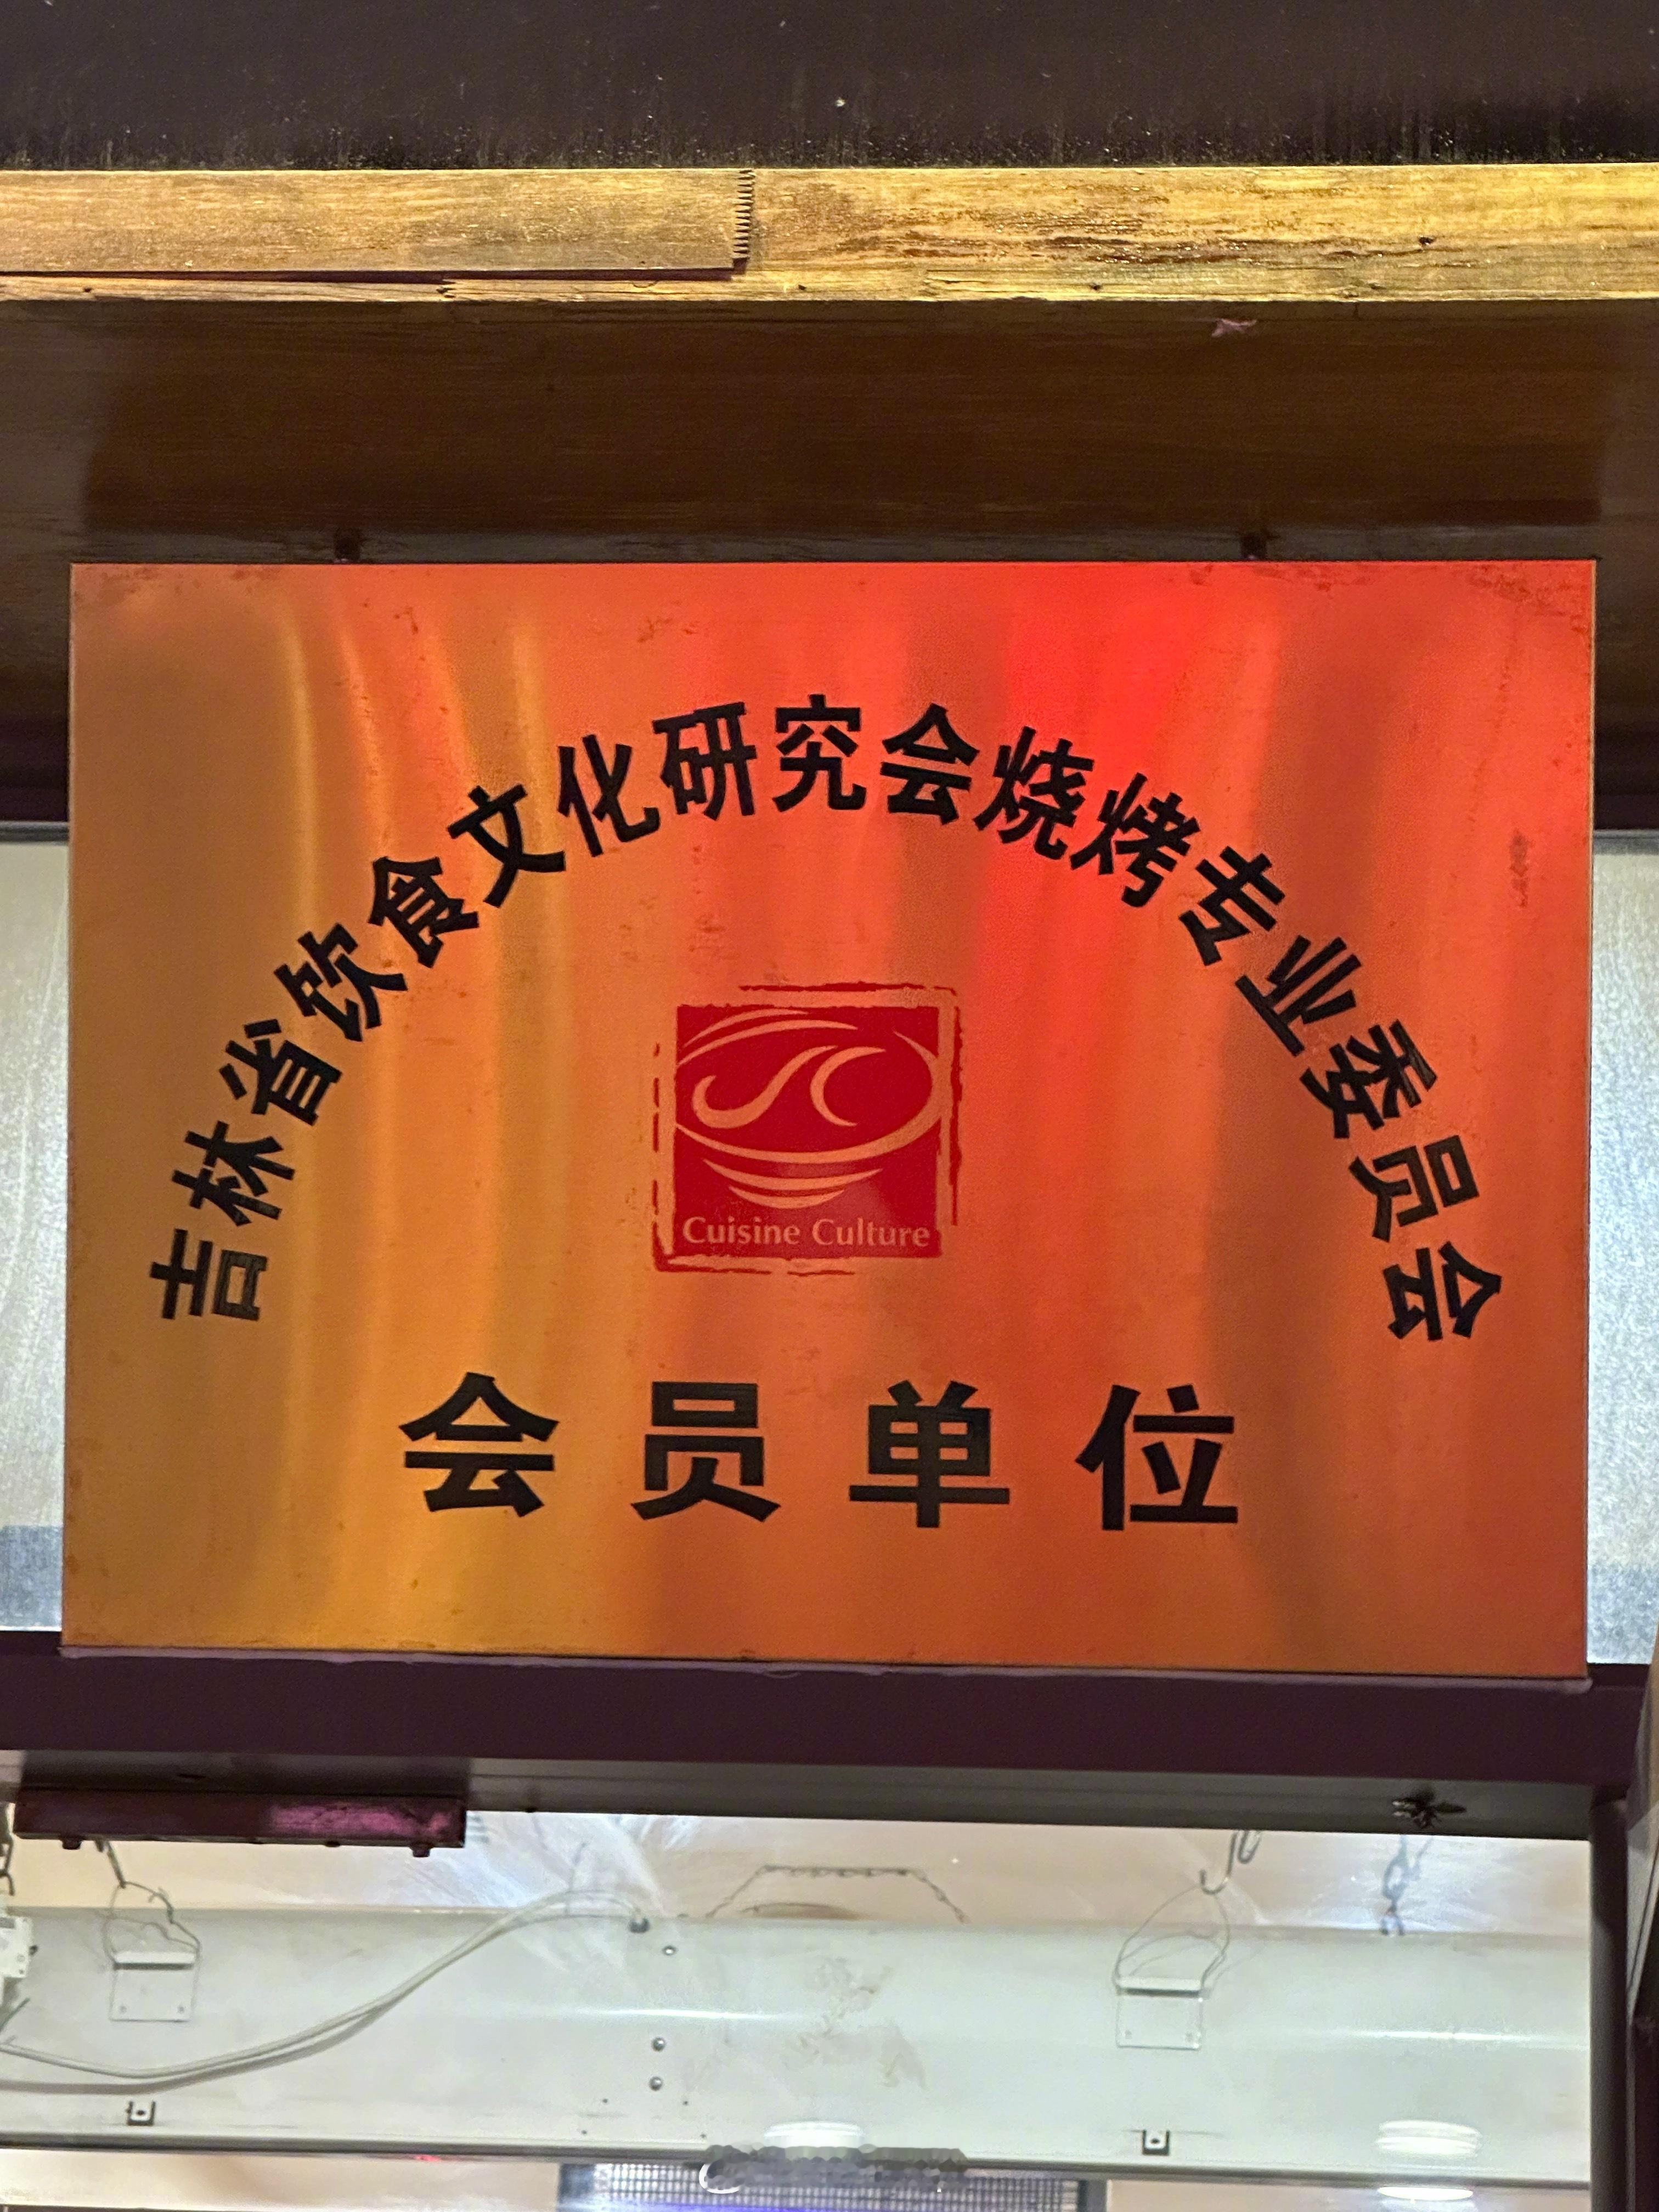 吉林省饮食文化研究会烧烤专业委员会
Cuisine Culture
会员单位